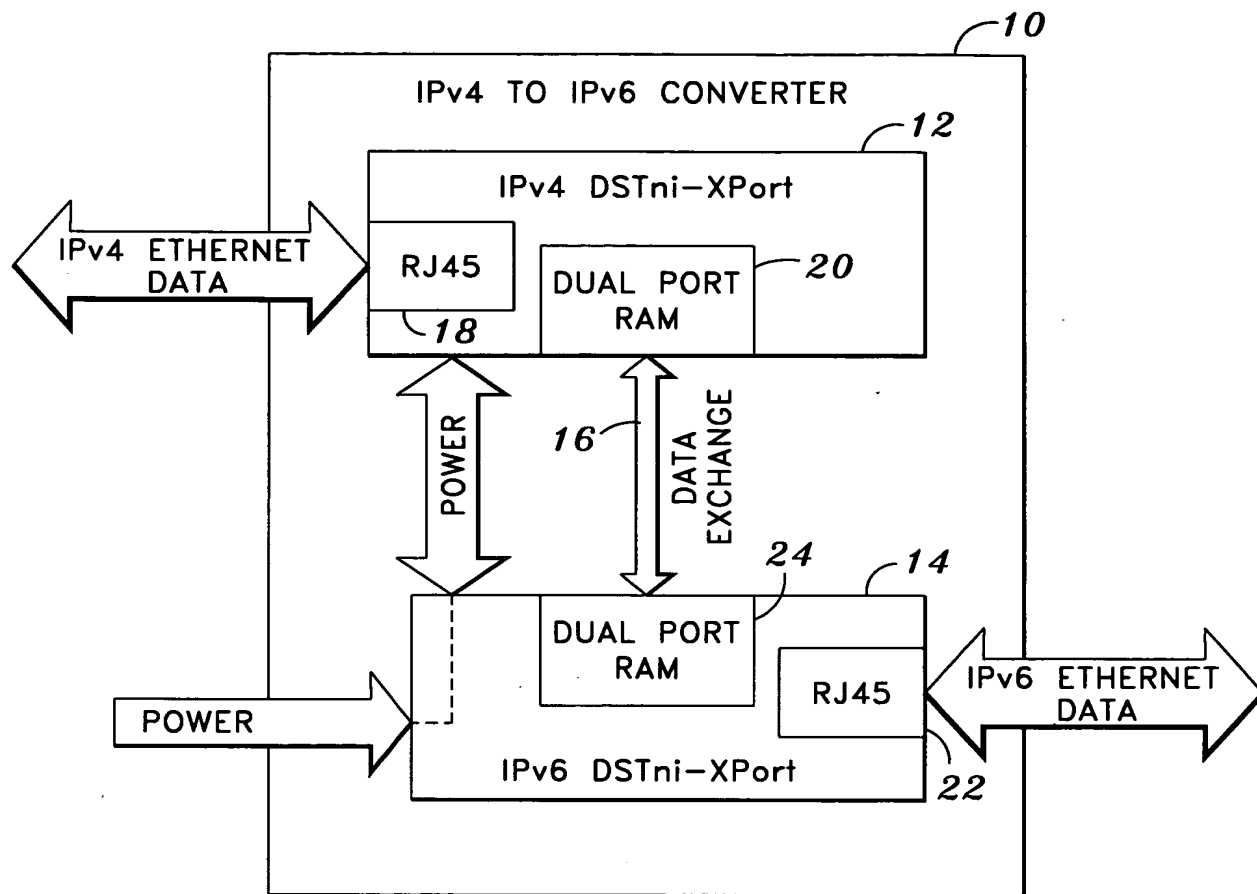 10
IPv4 TO IPv6 CONVERTER
12
IPv4 DSTni-XPort
IPv4 ETHERNET
DATA
RJ45
18
DUAL PORT
RAM
20
POWER
16
DATA
EXCHANGE
24
14
DUAL PORT
RAM
RJ45
IPv6 ETHERNET
DATA
POWER
IPv6 DSTni-XPort
22